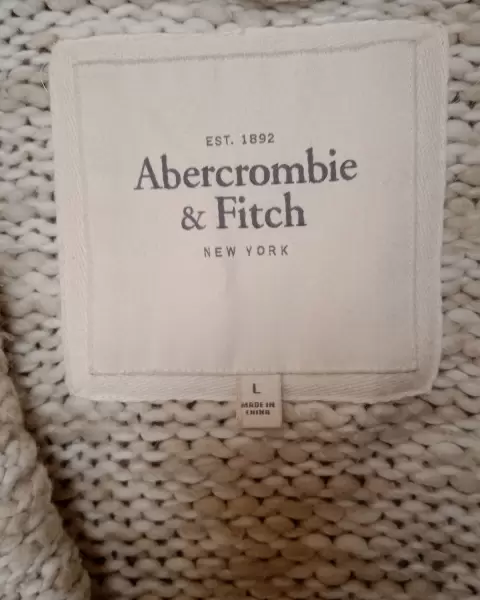 EST. 1892
Abercrombie
& Fitch
NEW YORK
L
MADE IN
CHINA